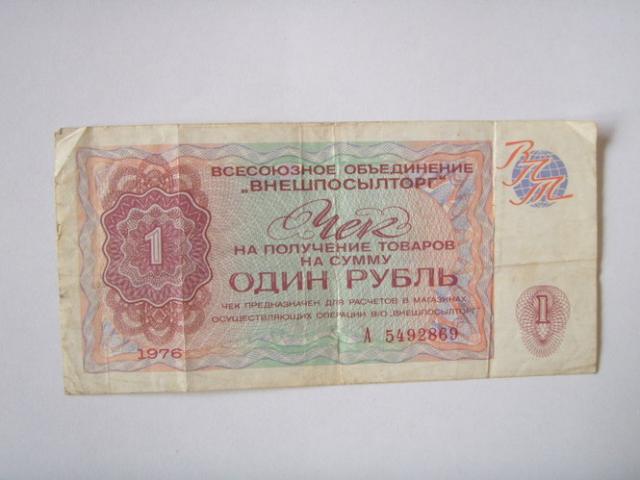 ВСЕСОЮЗНОЕ ОБЪЕДИНЕНИЕ
„ВНЕШПОСЫЛТОРГ"
ВПТ
Чек
НА ПОЛУЧЕНИЕ ТОВАРОВ
НА СУММУ
ОДИН РУБЛЬ
ЧЕК ПРЕДНАЗНАЧЕН ДЛЯ РАСЧЕТОВ В МАГАЗИНАХ,
ОСУЩЕСТВЛЯЮЩИХ ОПЕРАЦИИ В/О „ВНЕШПОСЫЛТОРГ"
А 5492869
1
1
1976